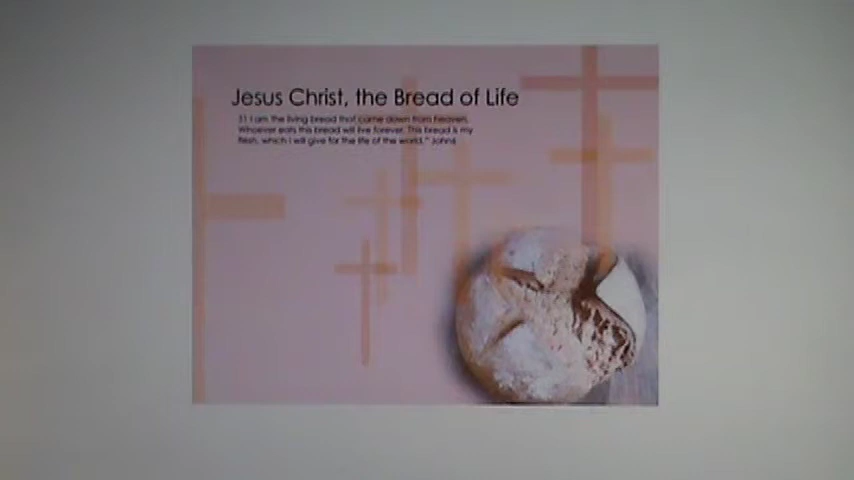 Jesus Christ, the Bread of Life
51 I am the living bread that came down from heaven.
Whoever eats this bread will live forever. This bread is my
flesh, which I will give for the life of the world." John6